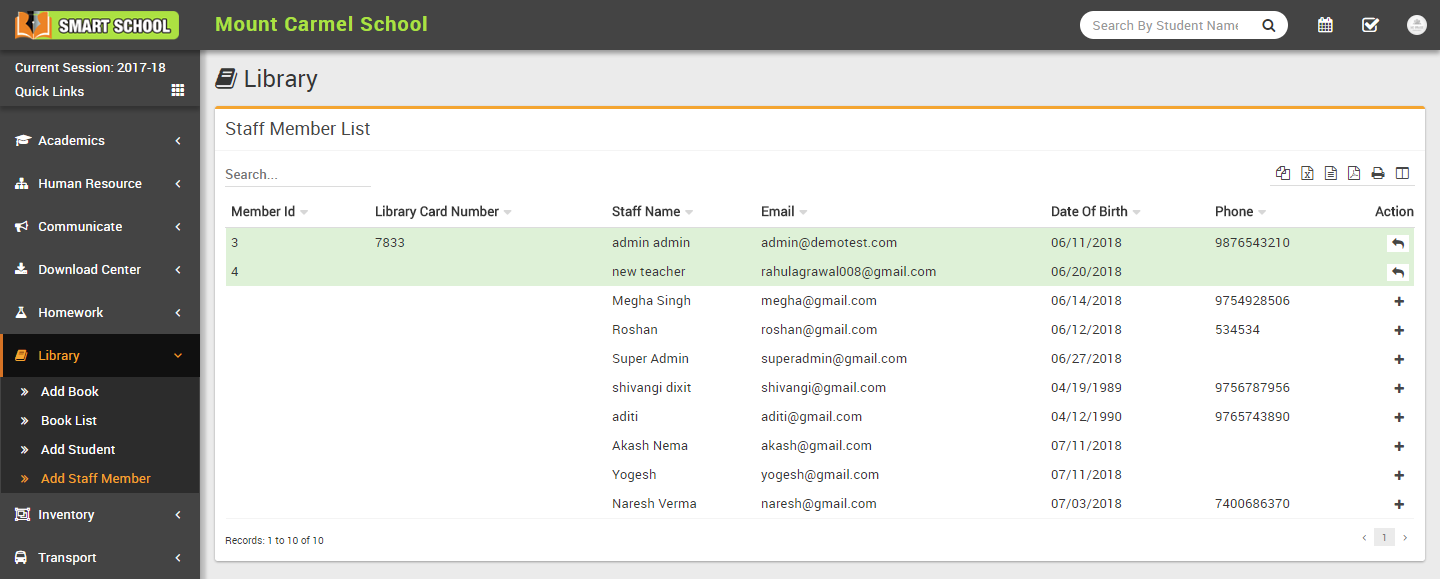 SMART SCHOOL
Mount Carmel School
Search By Student Name
Current Session: 2017-18
Quick Links
Academics
Human Resource
Communicate
Download Center
Homework
Library
Add Book
Book List
Add Student
Add Staff Member
Inventory
Transport
Library
Staff Member List
Search...
Member Id Library Card Number Staff Name Email Date Of Birth Phone Action
3 7833 admin admin admin@demotest.com 06/11/2018 9876543210
4 new teacher rahulagrawal008@gmail.com 06/20/2018
Megha Singh megha@gmail.com 06/14/2018 9754928506
Roshan roshan@gmail.com 06/12/2018 534534
Super Admin superadmin@gmail.com 06/27/2018
shivangi dixit shivangi@gmail.com 04/19/1989 9756787956
aditi aditi@gmail.com 04/12/1990 9765743890
Akash Nema akash@gmail.com 07/11/2018
Yogesh yogesh@gmail.com 07/11/2018
Naresh Verma naresh@gmail.com 07/03/2018 7400686370
Records: 1 to 10 of 10
1